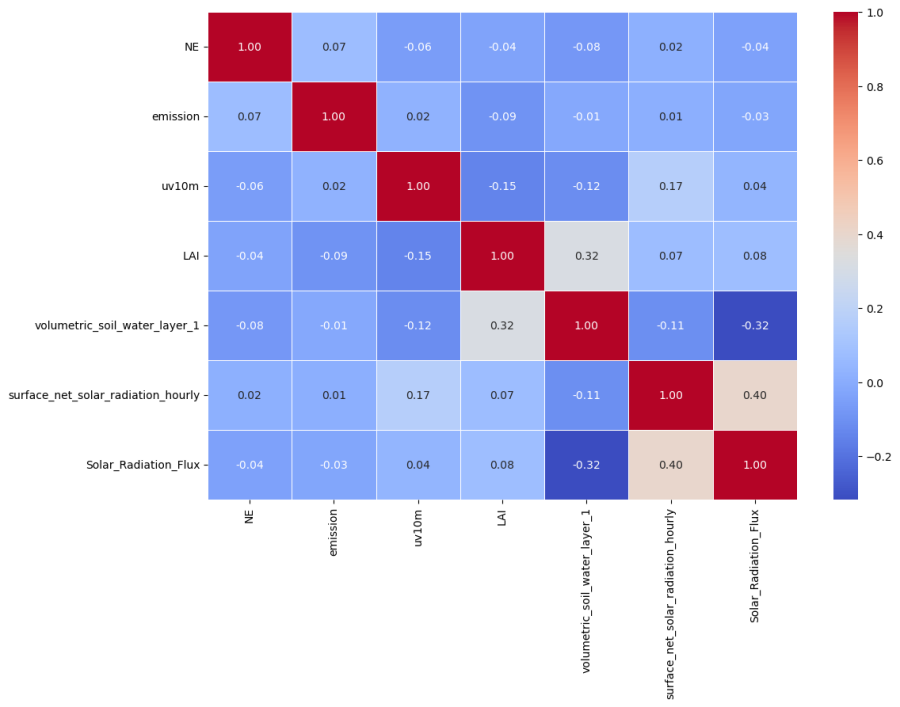 NE 1.00 0.07 -0.06 -0.04 -0.08 0.02 -0.04
emission 0.07 1.00 0.02 -0.09 -0.01 0.01 -0.03
uv10m -0.06 0.02 1.00 -0.15 -0.12 0.17 0.04
LAI -0.04 -0.09 -0.15 1.00 0.32 0.07 0.08
volumetric_soil_water_layer_1 -0.08 -0.01 -0.12 0.32 1.00 -0.11 -0.32
surface_net_solar_radiation_hourly 0.02 0.01 0.17 0.07 -0.11 1.00 0.40
Solar_Radiation_Flux -0.04 -0.03 0.04 0.08 -0.32 0.40 1.00
NE
emission
uv10m
LAI
volumetric_soil_water_layer_1
surface_net_solar_radiation_hourly
Solar_Radiation_Flux
1.0
0.8
0.6
0.4
0.2
0.0
−0.2